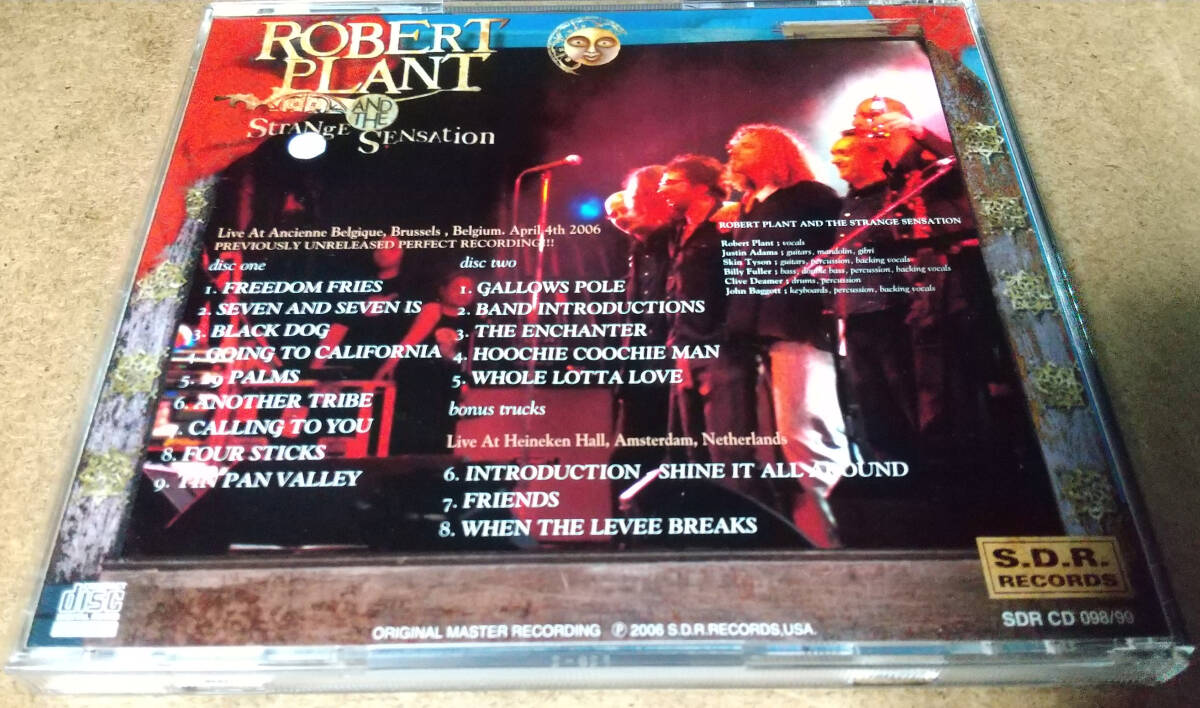 ROBERT
PLANT
AND
THE
STRANgE SENSAtion
Live At Ancienne Belgique, Brussels , Belgium. April 4th 2006
PREVIOUSLY UNRELEASED PERFECT RECORDING!!!
disc one
1. FREEDOM FRIES
2. SEVEN AND SEVEN IS
3. BLACK DOG
4. GOING TO CALIFORNIA
5. 29 PALMS
6. ANOTHER TRIBE
7. CALLING TO YOU
8. FOUR STICKS
9. TIN PAN VALLEY
disc two
1. GALLOWS POLE
2. BAND INTRODUCTIONS
3. THE ENCHANTER
4. HOOCHIE COOCHIE MAN
5. WHOLE LOTTA LOVE
bonus trucks
Live At Heineken Hall, Amsterdam, Netherlands
6. INTRODUCTION - SHINE IT ALL AROUND
7. FRIENDS
8. WHEN THE LEVEE BREAKS
ROBERT PLANT AND THE STRANGE SENSATION
Robert Plant ; vocals
Justin Adams ; guitars, mandolin, gibri
Skin Tyson ; guitars, percussion, backing vocals
Billy Fuller ; bass, double bass, percussion, backing vocals
Clive Deamer ; drums, percussion
John Baggott ; keyboards, percussion, backing vocals
S.D.R.
RECORDS
SDR CD 098/99
disc
ORIGINAL MASTER RECORDING ℗ 2006 S.D.R.RECORDS,USA.